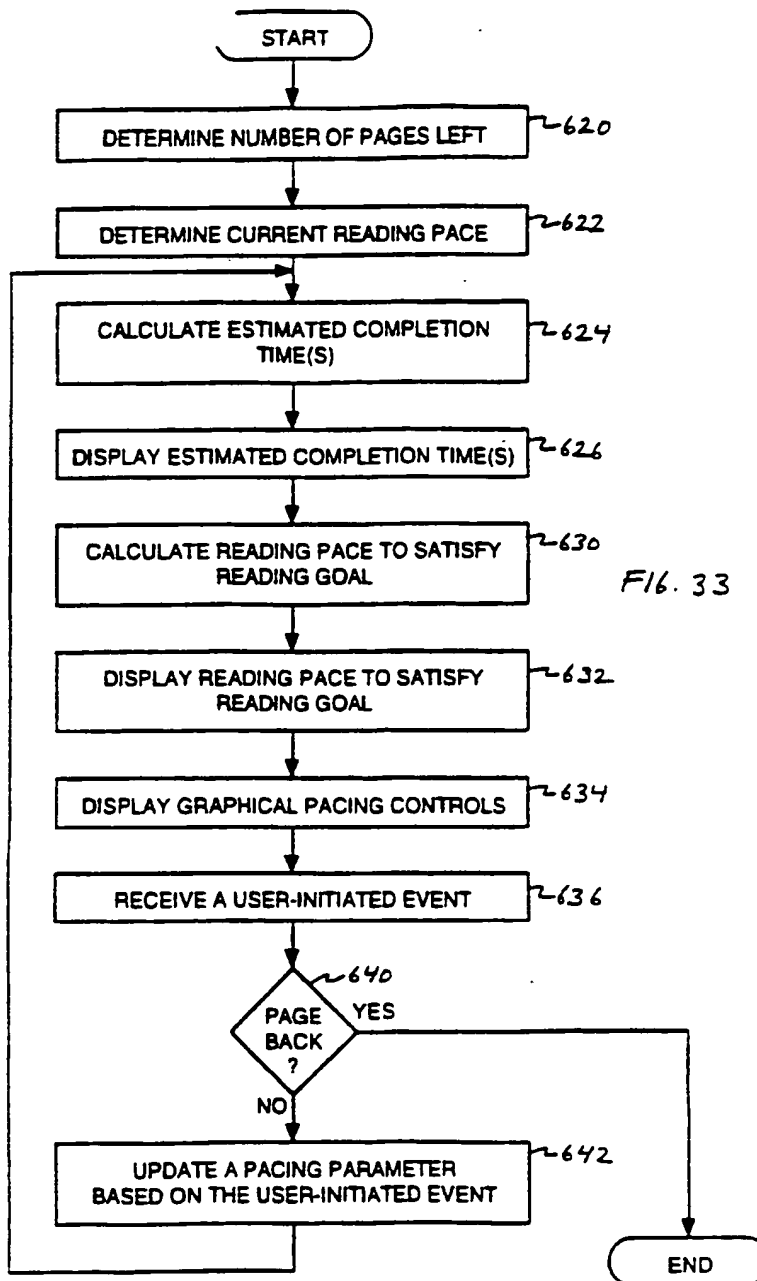 START
DETERMINE NUMBER OF PAGES LEFT
620
DETERMINE CURRENT READING PACE
622
CALCULATE ESTIMATED COMPLETION
TIME(S)
624
DISPLAY ESTIMATED COMPLETION TIME(S)
626
CALCULATE READING PACE TO SATISFY
READING GOAL
630
FIG. 33
DISPLAY READING PACE TO SATISFY
READING GOAL
632
DISPLAY GRAPHICAL PACING CONTROLS
634
RECEIVE A USER-INITIATED EVENT
636
640
PAGE
BACK
?
YES
NO
UPDATE A PACING PARAMETER
BASED ON THE USER-INITIATED EVENT
642
END